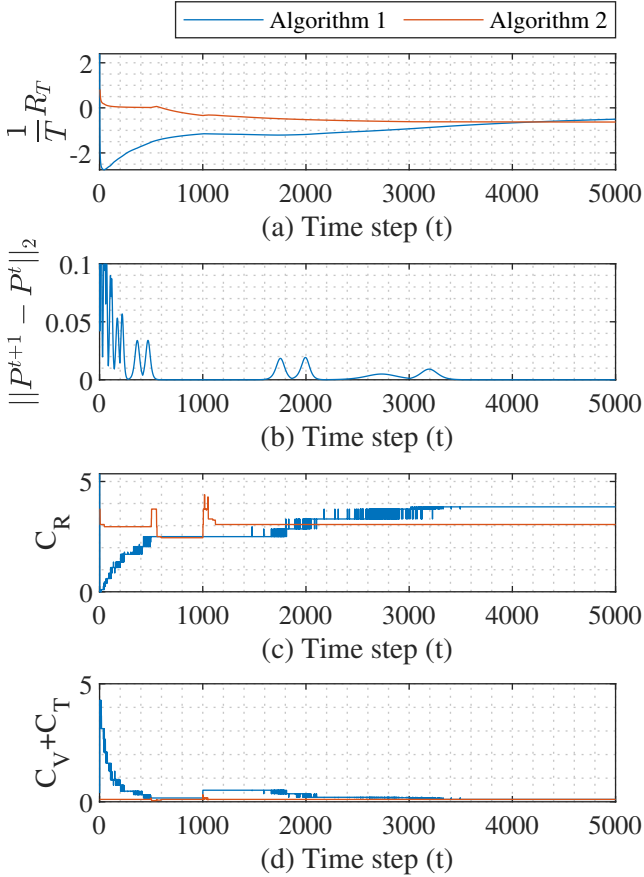 Algorithm 1 Algorithm 2
2
0
-2
1/T R_T
0 1000 2000 3000 4000 5000
(a) Time step (t)
0.1
0.05
0
||P^{t+1} − P^t||_2
0 1000 2000 3000 4000 5000
(b) Time step (t)
5
0
C_R
0 1000 2000 3000 4000 5000
(c) Time step (t)
5
0
C_V+C_T
0 1000 2000 3000 4000 5000
(d) Time step (t)